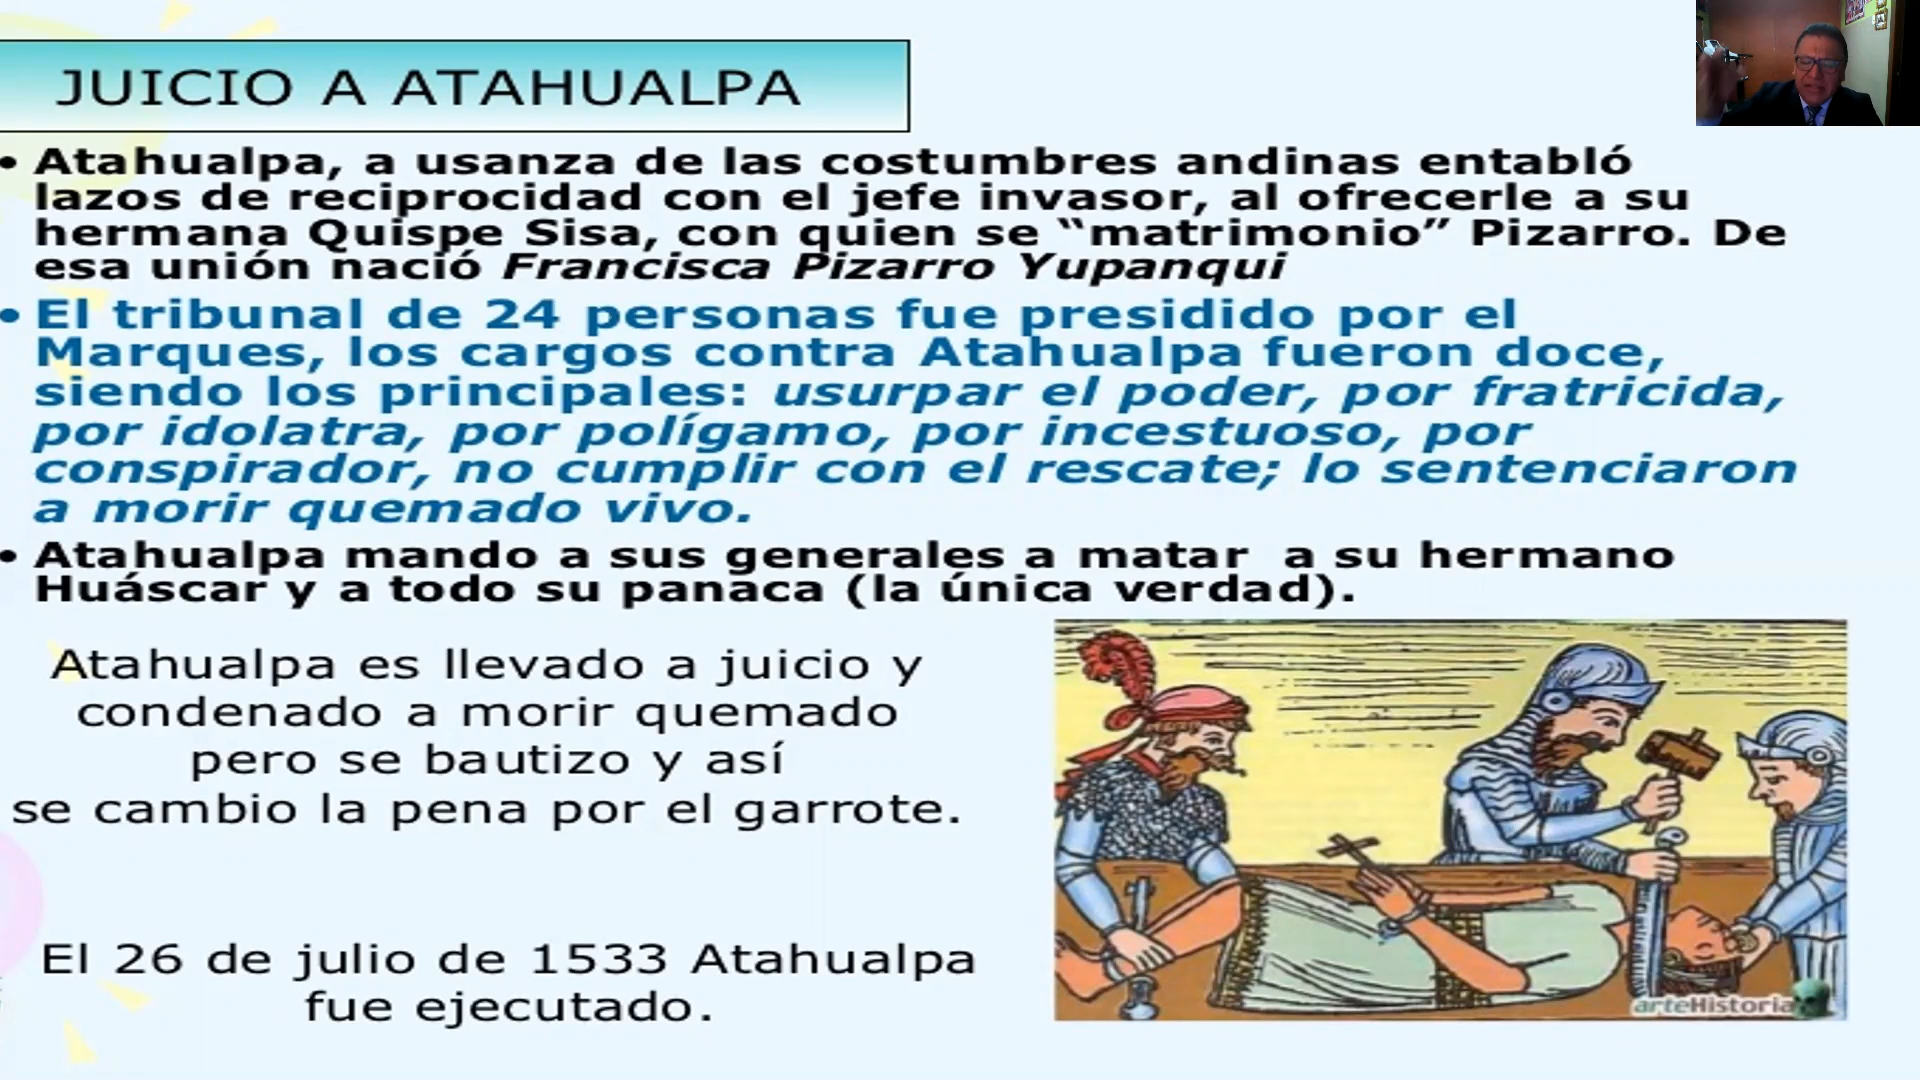 JUICIO A ATAHUALPA
• Atahualpa, a usanza de las costumbres andinas entabló
lazos de reciprocidad con el jefe invasor, al ofrecerle a su
hermana Quispe Sisa, con quien se “matrimonio” Pizarro. De
esa unión nació Francisca Pizarro Yupanqui
• El tribunal de 24 personas fue presidido por el
Marques, los cargos contra Atahualpa fueron doce,
siendo los principales: usurpar el poder, por fratricida,
por idolatra, por polígamo, por incestuoso, por
conspirador, no cumplir con el rescate; lo sentenciaron
a morir quemado vivo.
• Atahualpa mando a sus generales a matar a su hermano
Huáscar y a todo su panaca (la única verdad).
Atahualpa es llevado a juicio y
condenado a morir quemado
pero se bautizo y así
se cambio la pena por el garrote.
El 26 de julio de 1533 Atahualpa
fue ejecutado.
arteHistoria